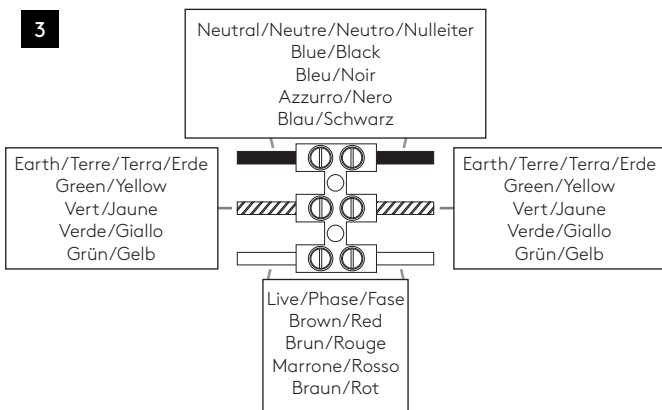 3
Neutral/Neutre/Neutro/Nulleiter
Blue/Black
Bleu/Noir
Azzurro/Nero
Blau/Schwarz
Earth/Terre/Terra/Erde
Green/Yellow
Vert/Jaune
Verde/Giallo
Grün/Gelb
Earth/Terre/Terra/Erde
Green/Yellow
Vert/Jaune
Verde/Giallo
Grün/Gelb
Live/Phase/Fase
Brown/Red
Brun/Rouge
Marrone/Rosso
Braun/Rot